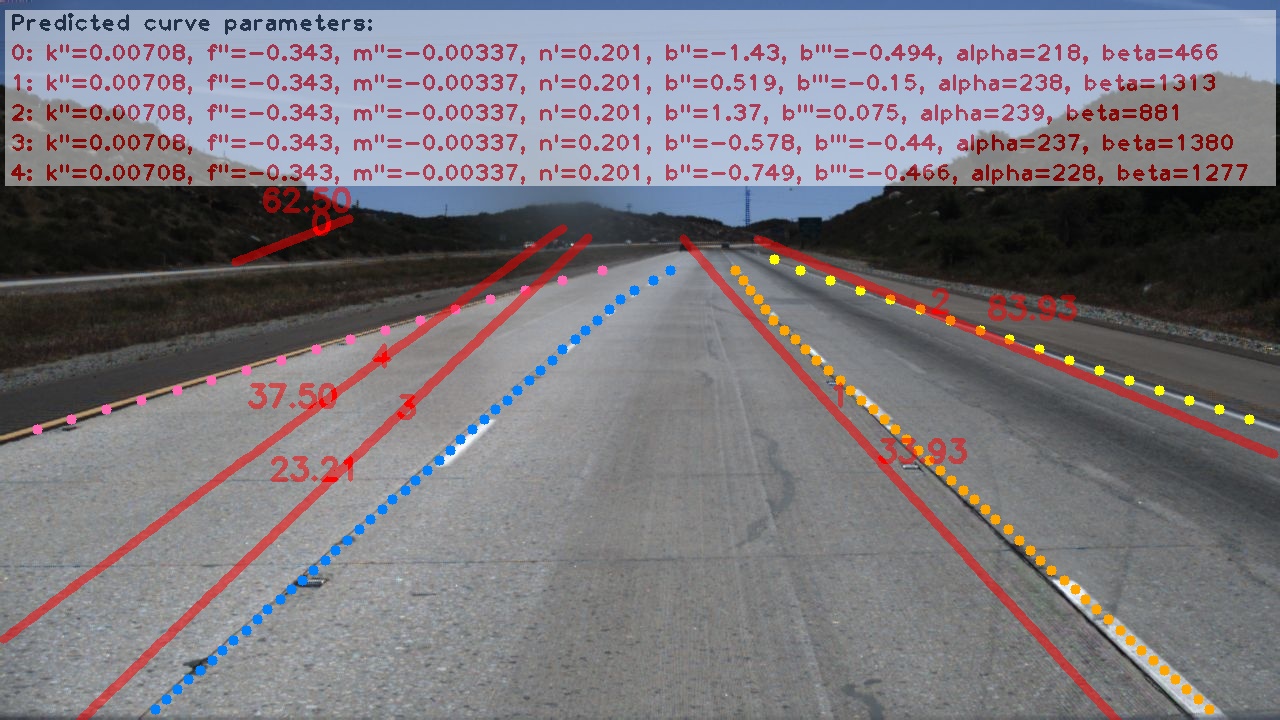 Predicted curve parameters:
0: k''=0.00708, f''=-0.343, m''=-0.00337, n'=0.201, b''=-1.43, b'''=-0.494, alpha=218, beta=466
1: k''=0.00708, f''=-0.343, m''=-0.00337, n'=0.201, b''=0.519, b'''=-0.15, alpha=238, beta=1313
2: k''=0.00708, f''=-0.343, m''=-0.00337, n'=0.201, b''=1.37, b'''=0.075, alpha=239, beta=881
3: k''=0.00708, f''=-0.343, m''=-0.00337, n'=0.201, b''=-0.578, b'''=-0.44, alpha=237, beta=1380
4: k''=0.00708, f''=-0.343, m''=-0.00337, n'=0.201, b''=-0.749, b'''=-0.466, alpha=228, beta=1277
62.50
0
2 83.93
4
37.50
3
1
33.93
23.21